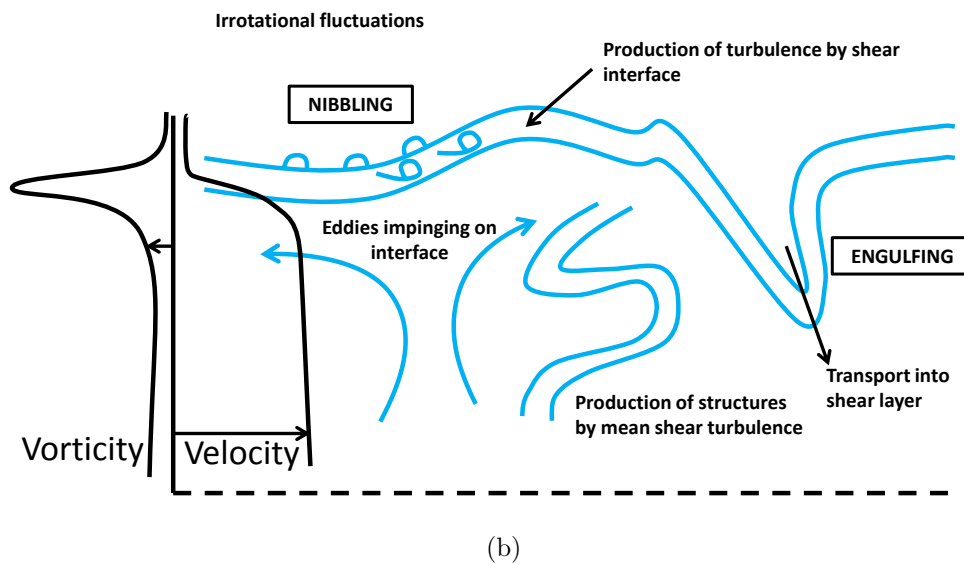 Irrotational fluctuations
Production of turbulence by shear
interface
NIBBLING
Eddies impinging on
interface
ENGULFING
Transport into
shear layer
Production of structures
by mean shear turbulence
Vorticity
Velocity
(b)